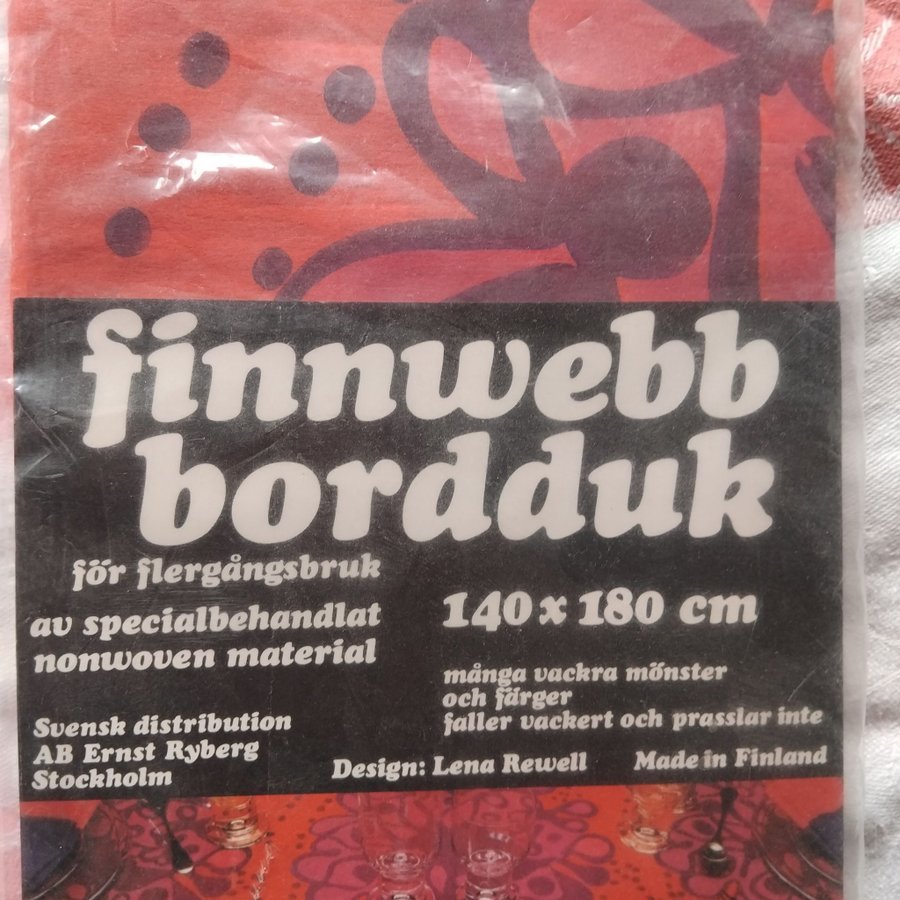 finnwebb
bordduk
för flergångsbruk
av specialbehandlat
nonwoven material
140 x 180 cm
många vackra mönster
och färger
faller vackert och prasslar inte
Svensk distribution
AB Ernst Ryberg
Stockholm
Design: Lena Rewell
Made in Finland